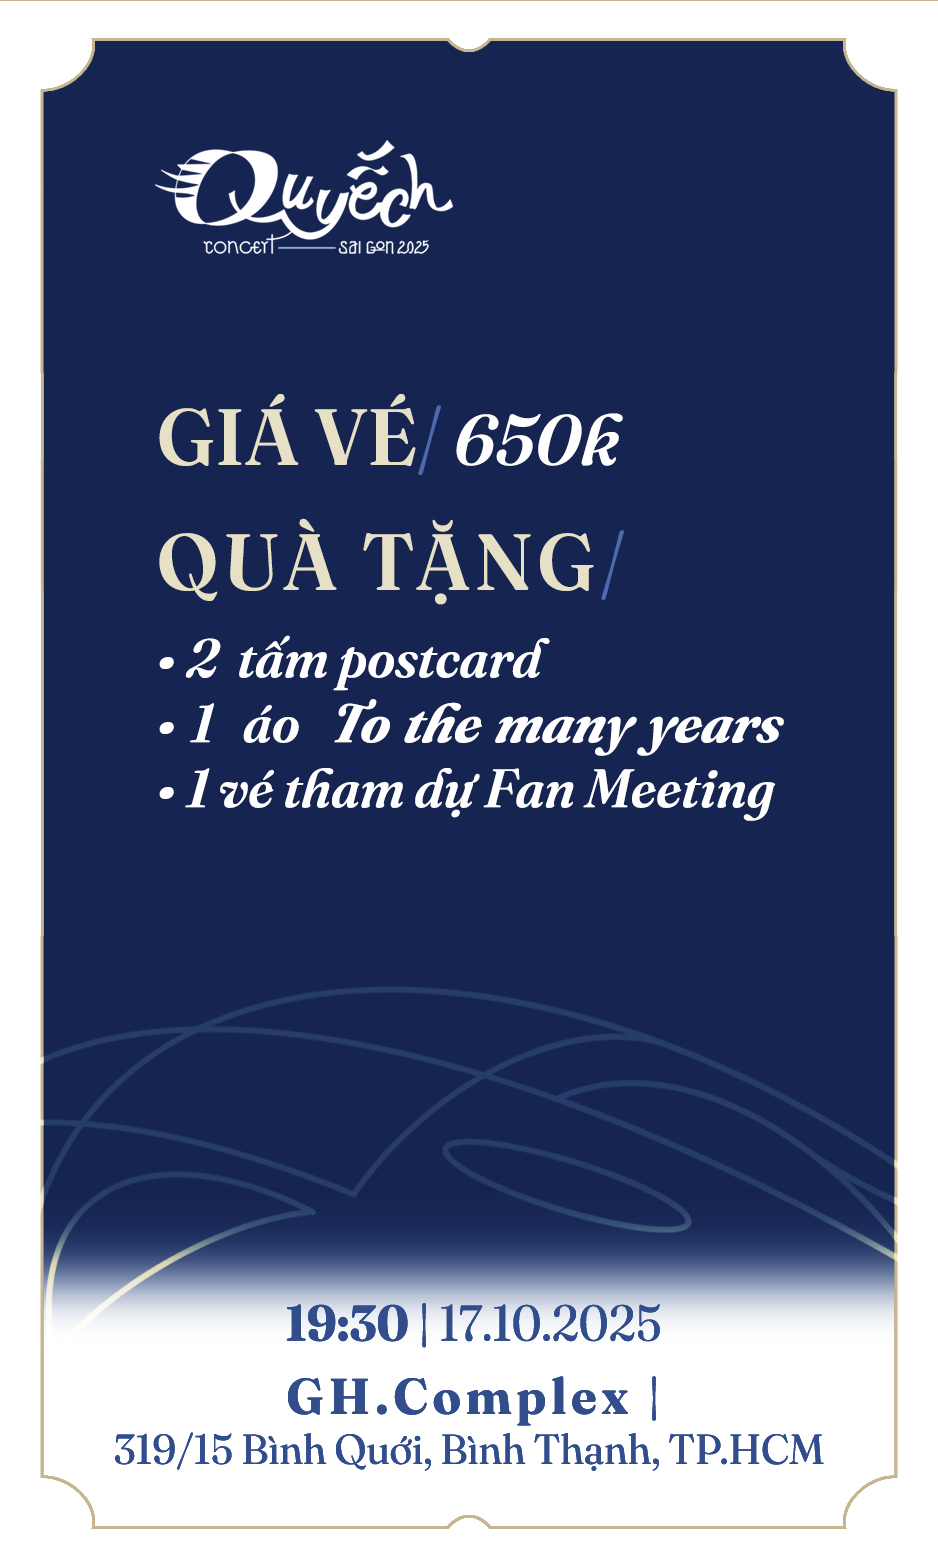 Quyếch
concert sài gòn 2025
GIÁ VÉ/ 650k
QUÀ TẶNG/
• 2 tấm postcard
• 1 áo To the many years
• 1 vé tham dự Fan Meeting
19:30 | 17.10.2025
GH.Complex |
319/15 Bình Quới, Bình Thạnh, TP.HCM